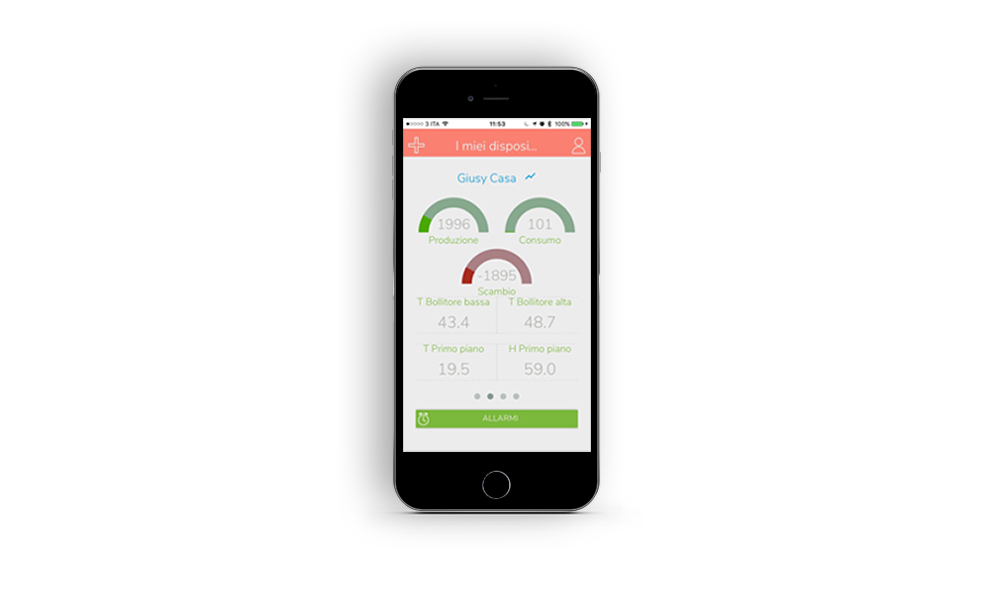 3 ITA 11:53 100%
I miei disposi...
Giusy Casa
1996 101
Produzione Consumo
-1895
Scambio
T Bollitore bassa T Bollitore alta
43.4 48.7
T Primo piano H Primo piano
19.5 59.0
ALLARMI